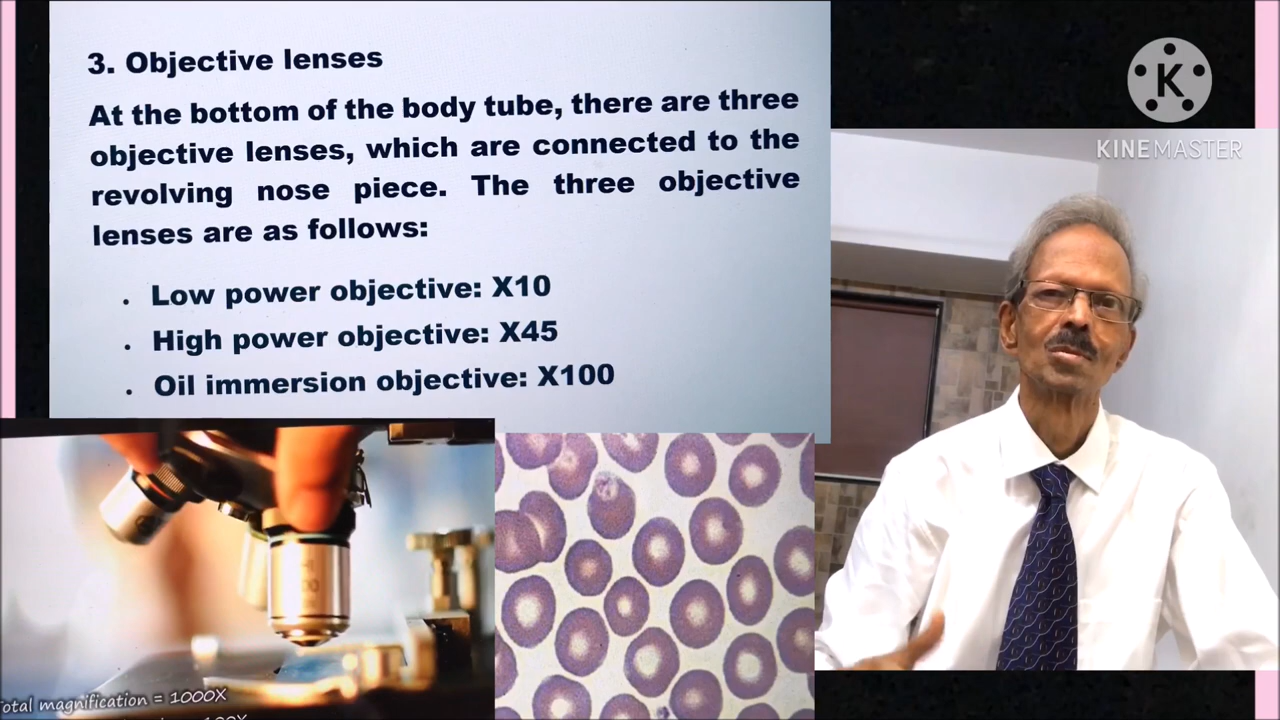 3. Objective lenses
At the bottom of the body tube, there are three
objective lenses, which are connected to the
revolving nose piece. The three objective
lenses are as follows:
. Low power objective: X10
. High power objective: X45
. Oil immersion objective: X100
K
KINEMASTER
Total magnification = 1000X